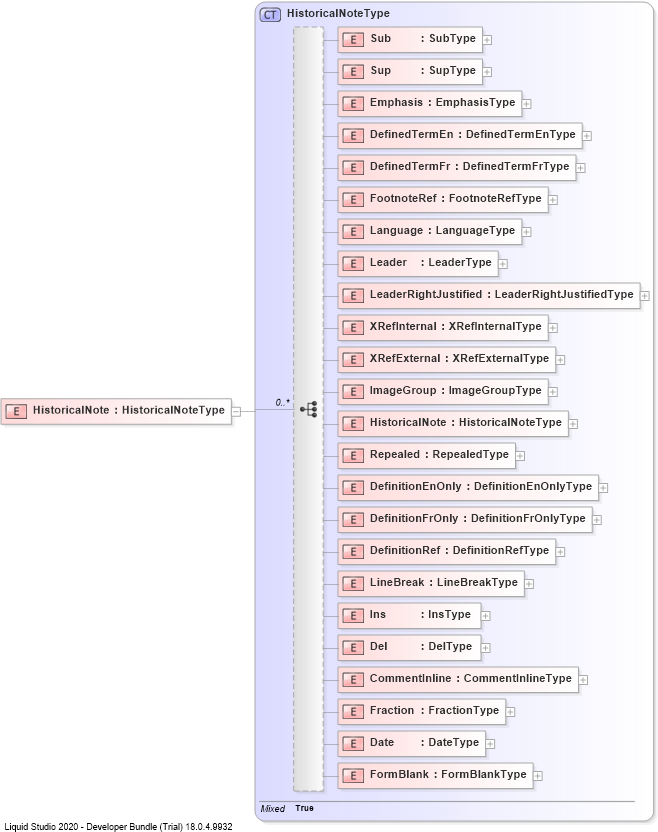 CT HistoricalNoteType
E Sub : SubType
E Sup : SupType
E Emphasis : EmphasisType
E DefinedTermEn : DefinedTermEnType
E DefinedTermFr : DefinedTermFrType
E FootnoteRef : FootnoteRefType
E Language : LanguageType
E Leader : LeaderType
E LeaderRightJustified : LeaderRightJustifiedType
E XRefInternal : XRefInternalType
E XRefExternal : XRefExternalType
E ImageGroup : ImageGroupType
E HistoricalNote : HistoricalNoteType
0..*
E HistoricalNote : HistoricalNoteType
E Repealed : RepealedType
E DefinitionEnOnly : DefinitionEnOnlyType
E DefinitionFrOnly : DefinitionFrOnlyType
E DefinitionRef : DefinitionRefType
E LineBreak : LineBreakType
E Ins : InsType
E Del : DelType
E CommentInline : CommentInlineType
E Fraction : FractionType
E Date : DateType
E FormBlank : FormBlankType
Mixed True
Liquid Studio 2020 - Developer Bundle (Trial) 18.0.4.9932